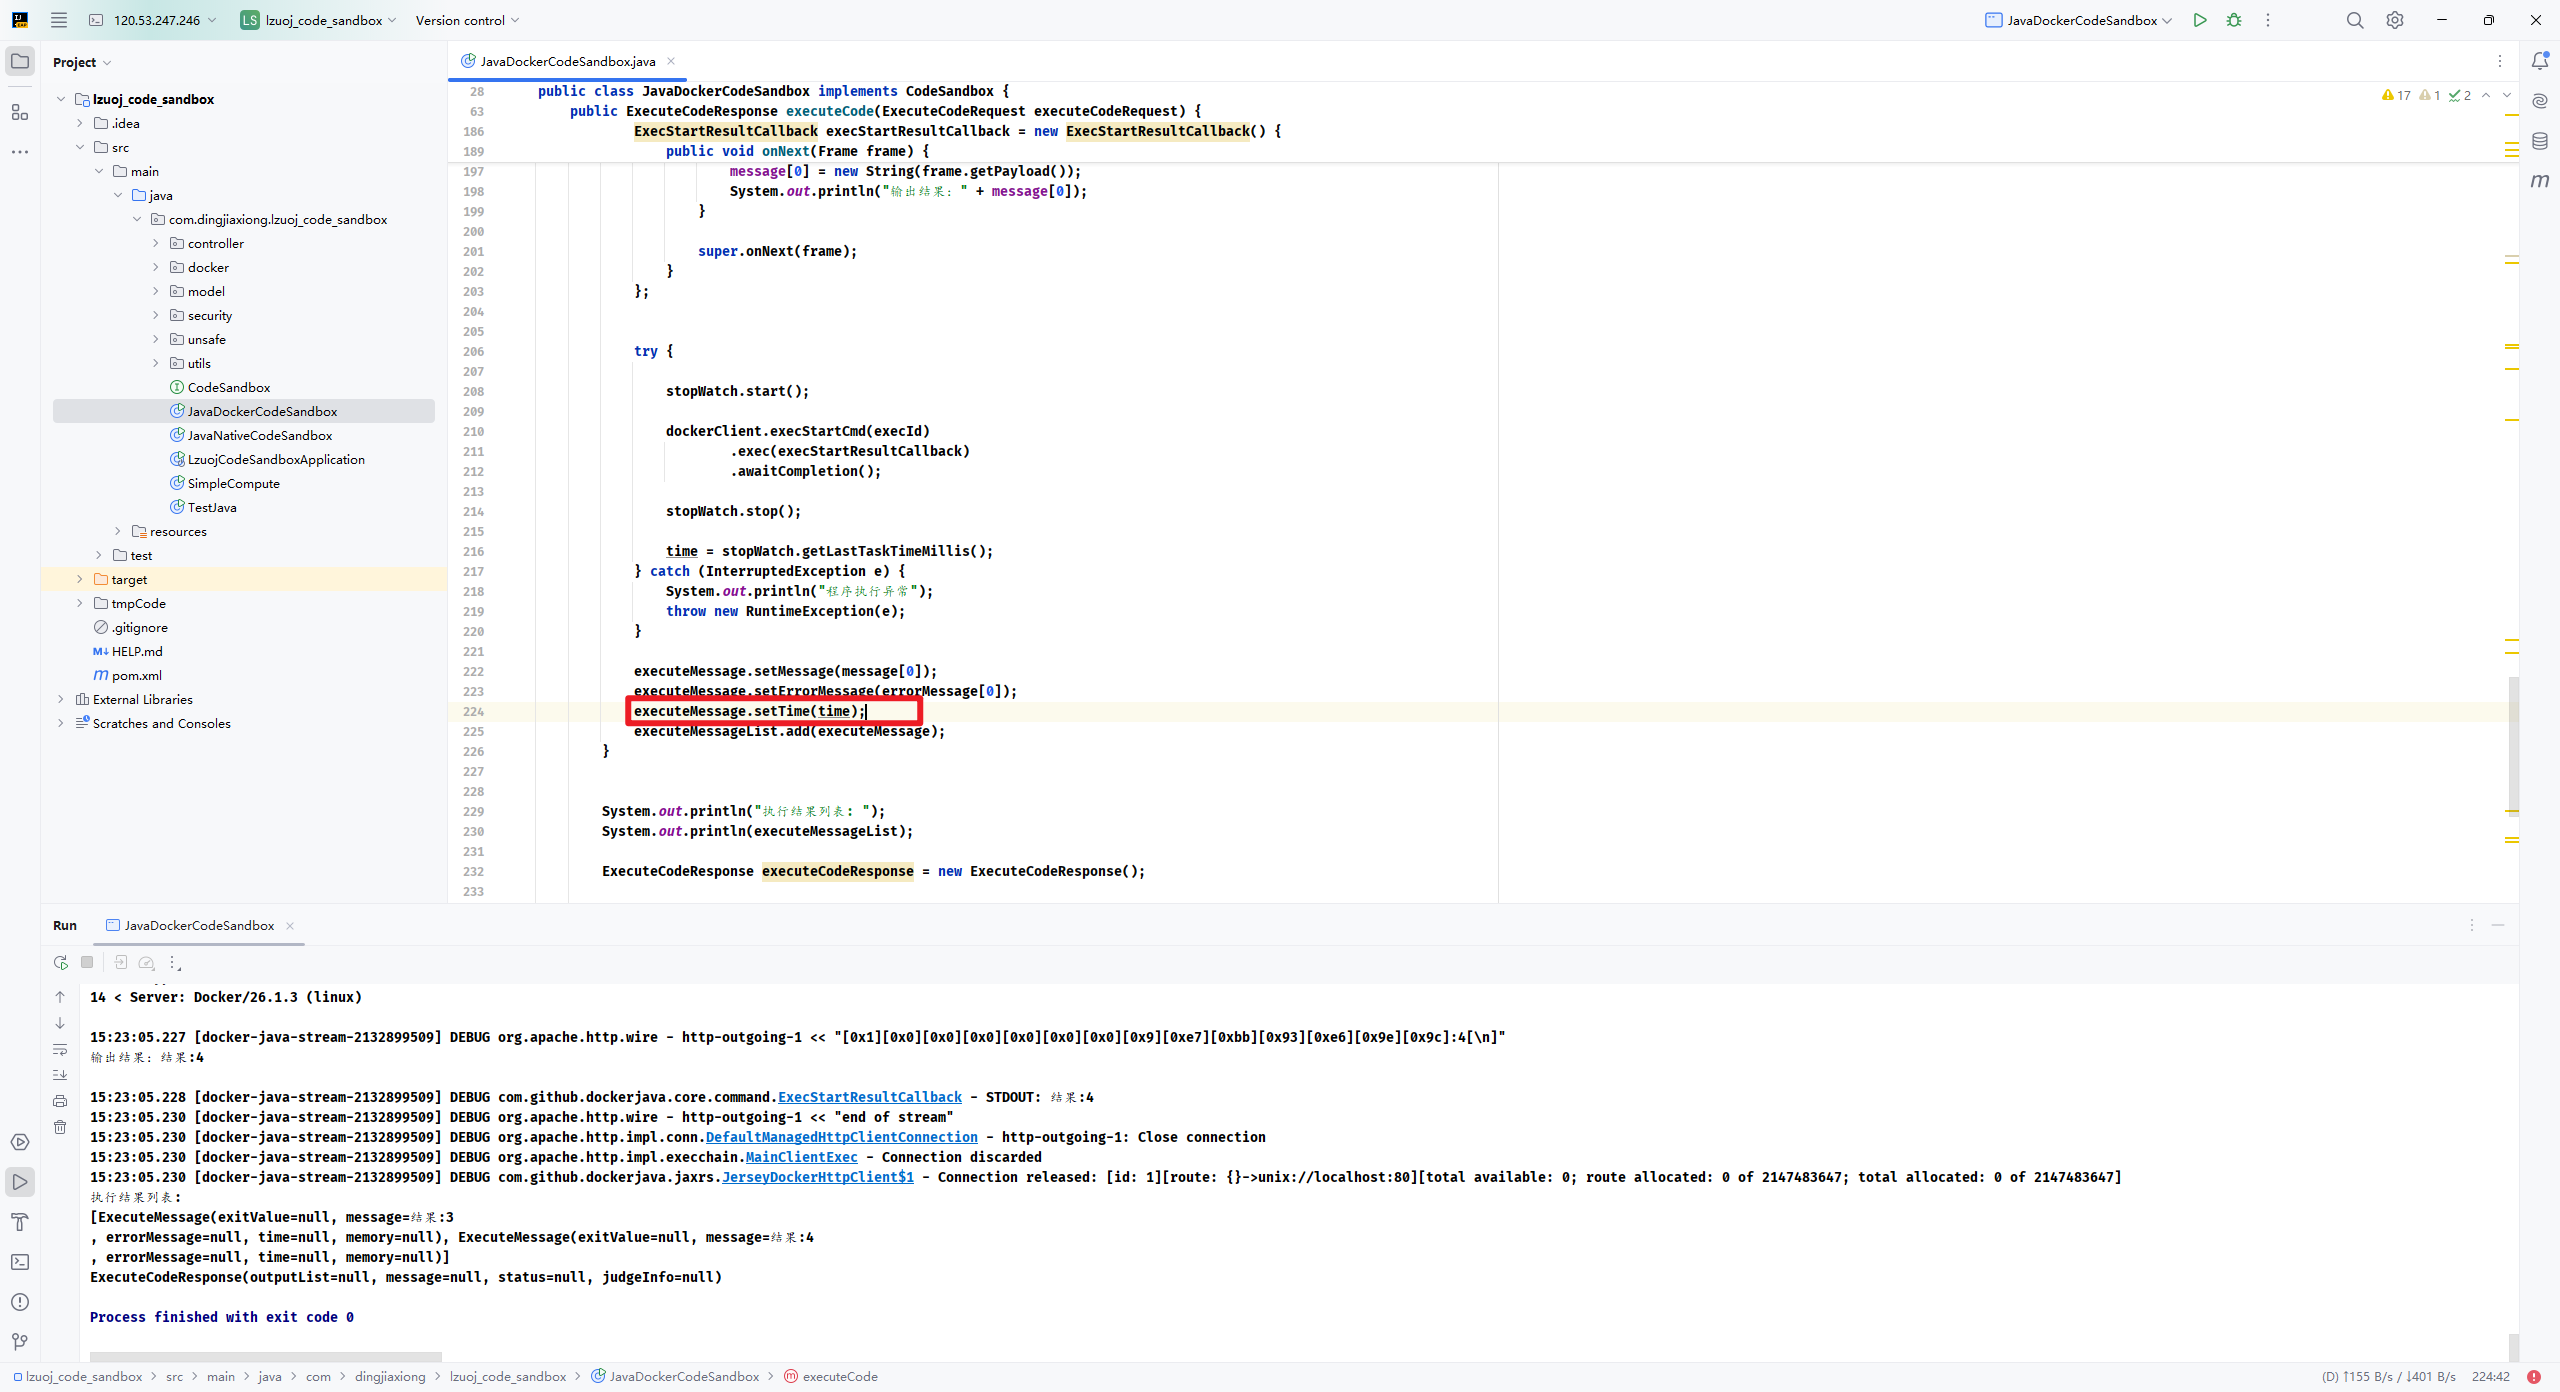 120.53.247.246
LS lzuoj_code_sandbox
Version control
JavaDockerCodeSandbox
Project
lzuoj_code_sandbox
.idea
src
main
java
com.dingjiaxiong.lzuoj_code_sandbox
controller
docker
model
security
unsafe
utils
CodeSandbox
JavaDockerCodeSandbox
JavaNativeCodeSandbox
LzuojCodeSandboxApplication
SimpleCompute
TestJava
resources
test
target
tmpCode
.gitignore
M↓ HELP.md
m pom.xml
External Libraries
Scratches and Consoles
JavaDockerCodeSandbox.java
17 1 2
28 public class JavaDockerCodeSandbox implements CodeSandbox {
63 public ExecuteCodeResponse executeCode(ExecuteCodeRequest executeCodeRequest) {
186 ExecStartResultCallback execStartResultCallback = new ExecStartResultCallback() {
189 public void onNext(Frame frame) {
197 message[0] = new String(frame.getPayload());
198 System.out.println("输出结果: " + message[0]);
199 }
200
201 super.onNext(frame);
202 }
203 };
204
205
206 try {
207
208 stopWatch.start();
209
210 dockerClient.execStartCmd(execId)
211 .exec(execStartResultCallback)
212 .awaitCompletion();
213
214 stopWatch.stop();
215
216 time = stopWatch.getLastTaskTimeMillis();
217 } catch (InterruptedException e) {
218 System.out.println("程序执行异常");
219 throw new RuntimeException(e);
220 }
221
222 executeMessage.setMessage(message[0]);
223 executeMessage.setErrorMessage(errorMessage[0]);
224 executeMessage.setTime(time);
225 executeMessageList.add(executeMessage);
226 }
227
228
229 System.out.println("执行结果列表: ");
230 System.out.println(executeMessageList);
231
232 ExecuteCodeResponse executeCodeResponse = new ExecuteCodeResponse();
233
Run JavaDockerCodeSandbox
14 < Server: Docker/26.1.3 (linux)
15:23:05.227 [docker-java-stream-2132899509] DEBUG org.apache.http.wire - http-outgoing-1 << "[0x1][0x0][0x0][0x0][0x0][0x0][0x0][0x9][0xe7][0xbb][0x93][0xe6][0x9e][0x9c]:4[\n]"
输出结果: 结果:4
15:23:05.228 [docker-java-stream-2132899509] DEBUG com.github.dockerjava.core.command.ExecStartResultCallback - STDOUT: 结果:4
15:23:05.230 [docker-java-stream-2132899509] DEBUG org.apache.http.wire - http-outgoing-1 << "end of stream"
15:23:05.230 [docker-java-stream-2132899509] DEBUG org.apache.http.impl.conn.DefaultManagedHttpClientConnection - http-outgoing-1: Close connection
15:23:05.230 [docker-java-stream-2132899509] DEBUG org.apache.http.impl.execchain.MainClientExec - Connection discarded
15:23:05.230 [docker-java-stream-2132899509] DEBUG com.github.dockerjava.jaxrs.JerseyDockerHttpClient$1 - Connection released: [id: 1][route: {}->unix://localhost:80][total available: 0; route allocated: 0 of 2147483647; total allocated: 0 of 2147483647]
执行结果列表:
[ExecuteMessage(exitValue=null, message=结果:3
, errorMessage=null, time=null, memory=null), ExecuteMessage(exitValue=null, message=结果:4
, errorMessage=null, time=null, memory=null)]
ExecuteCodeResponse(outputList=null, message=null, status=null, judgeInfo=null)
Process finished with exit code 0
lzuoj_code_sandbox > src > main > java > com > dingjiaxiong > lzuoj_code_sandbox > JavaDockerCodeSandbox > executeCode
(D) ↑155 B/s / ↓401 B/s 224:42